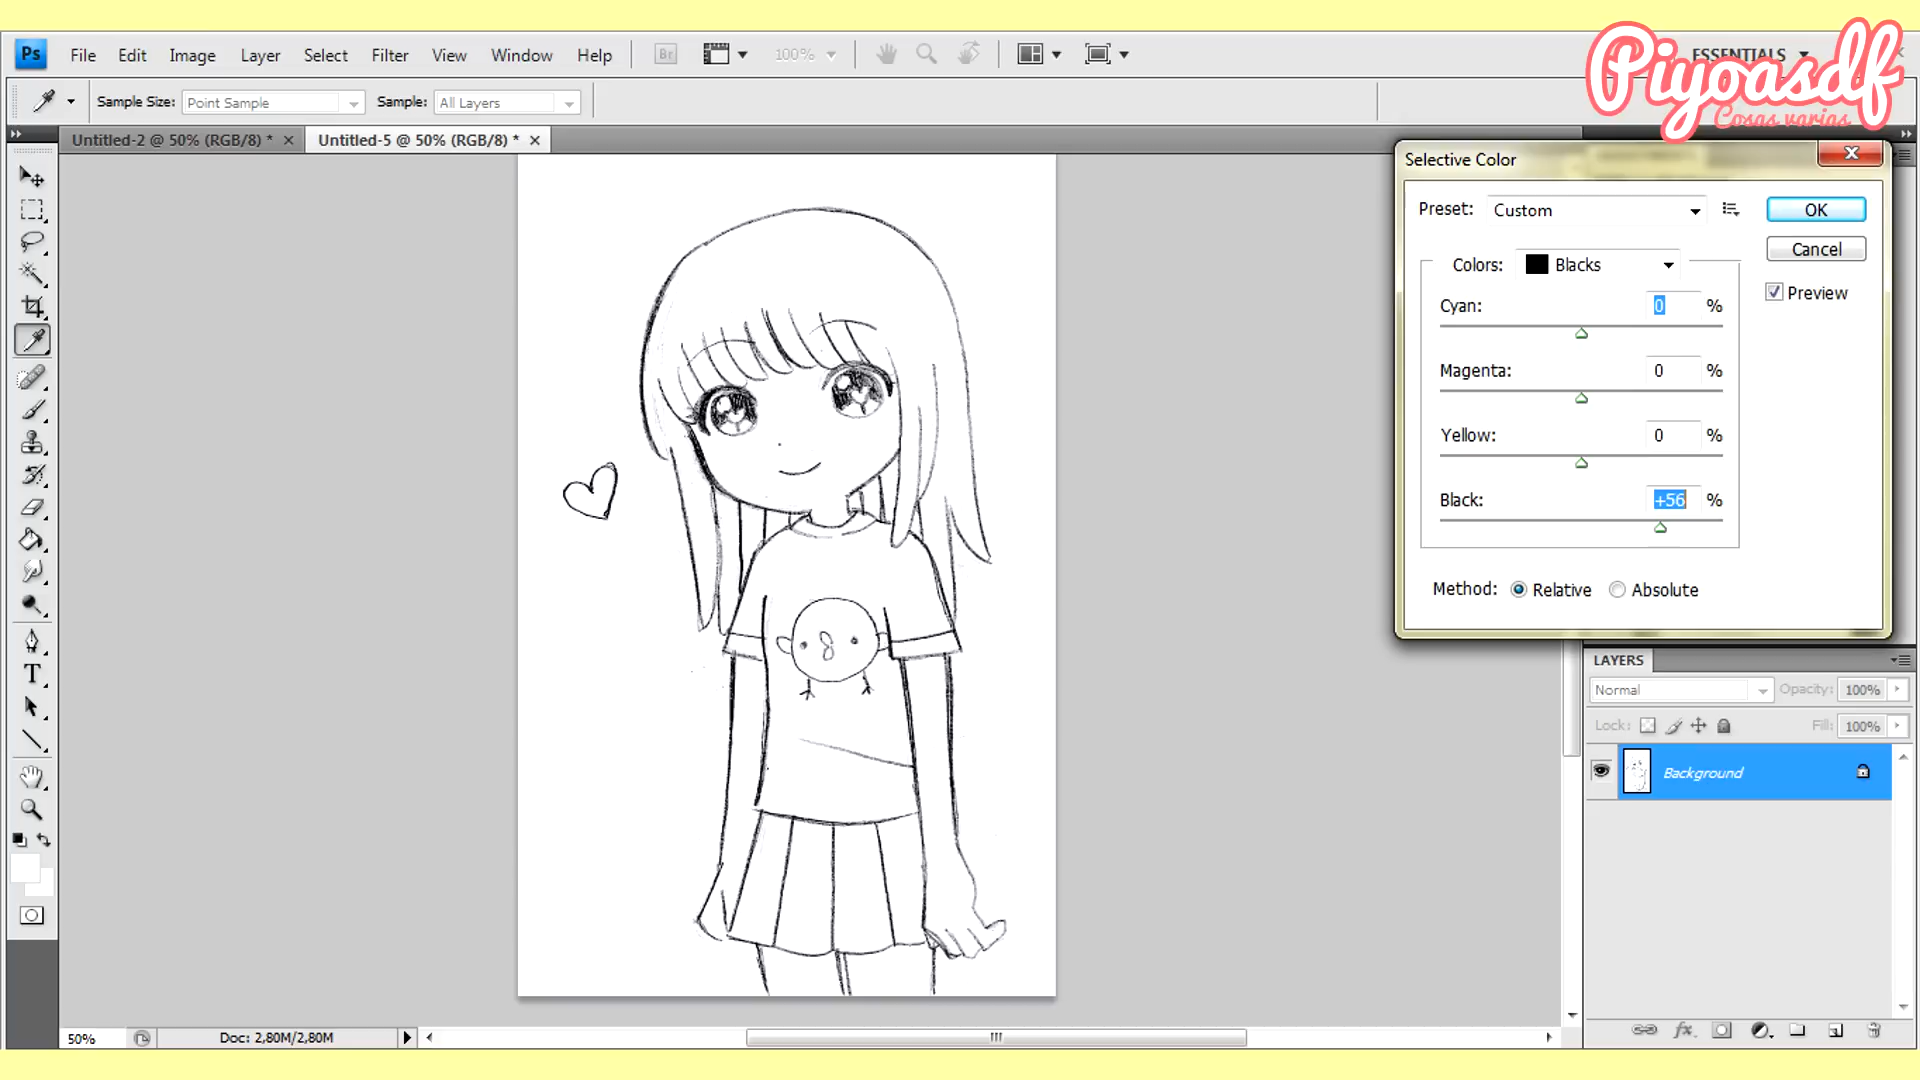 Ps File Edit Image Layer Select Filter View Window Help Br 100% ESSENTIALS
Piyoasdf
Cosas varias
Sample Size: Point Sample Sample: All Layers
Untitled-2 @ 50% (RGB/8) * Untitled-5 @ 50% (RGB/8) *
Selective Color
Preset: Custom OK
Cancel
Colors: Blacks
Preview
Cyan: 0 %
Magenta: 0 %
Yellow: 0 %
Black: +56 %
Method: Relative Absolute
LAYERS
Normal Opacity: 100%
Lock: Fill: 100%
Background
50% Doc: 2,80M/2,80M